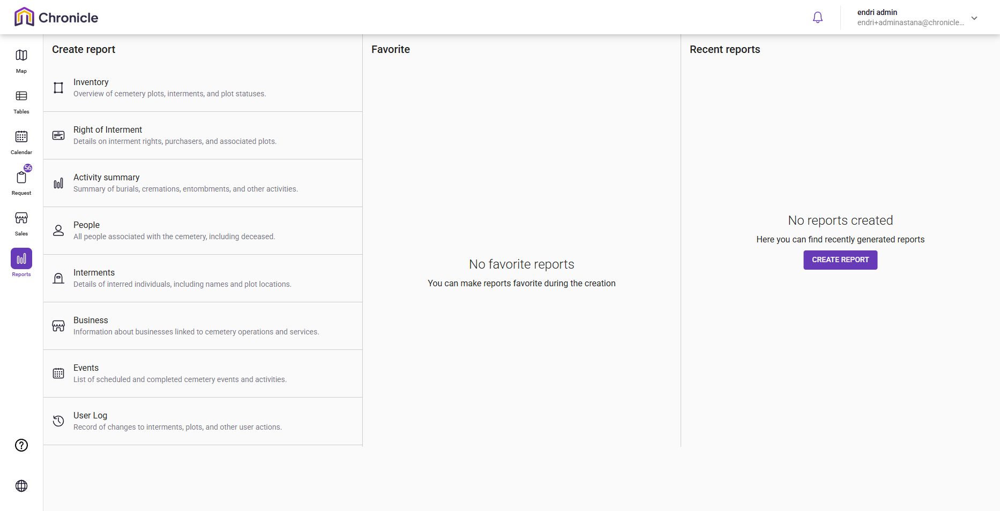 Chronicle
endri admin
endri+adminastana@chronicle...
Map
Tables
Calendar
56
Request
Sales
Reports
Create report
Inventory
Overview of cemetery plots, interments, and plot statuses.
Right of Interment
Details on interment rights, purchasers, and associated plots.
Activity summary
Summary of burials, cremations, entombments, and other activities.
People
All people associated with the cemetery, including deceased.
Interments
Details of interred individuals, including names and plot locations.
Business
Information about businesses linked to cemetery operations and services.
Events
List of scheduled and completed cemetery events and activities.
User Log
Record of changes to interments, plots, and other user actions.
Favorite
No favorite reports
You can make reports favorite during the creation
Recent reports
No reports created
Here you can find recently generated reports
CREATE REPORT